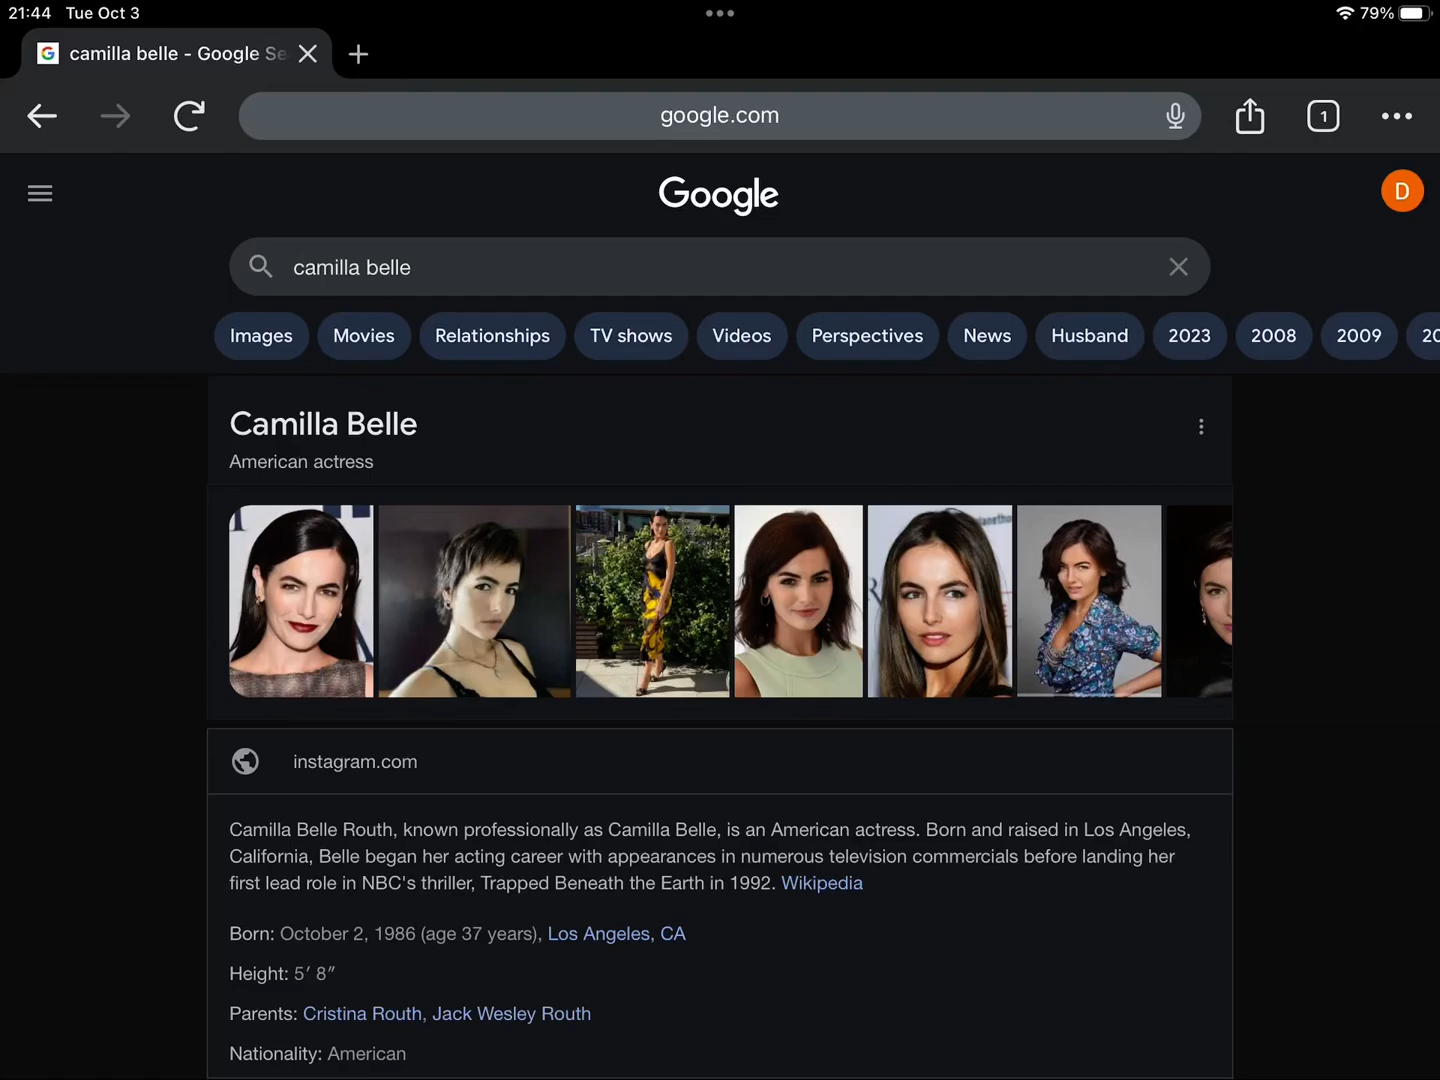 21:44 Tue Oct 3
79%
camilla belle - Google Se
google.com
1
Google
D
camilla belle
Images Movies Relationships TV shows Videos Perspectives News Husband 2023 2008 2009 20
Camilla Belle
American actress
instagram.com
Camilla Belle Routh, known professionally as Camilla Belle, is an American actress. Born and raised in Los Angeles,
California, Belle began her acting career with appearances in numerous television commercials before landing her
first lead role in NBC's thriller, Trapped Beneath the Earth in 1992. Wikipedia
Born: October 2, 1986 (age 37 years), Los Angeles, CA
Height: 5′ 8″
Parents: Cristina Routh, Jack Wesley Routh
Nationality: American